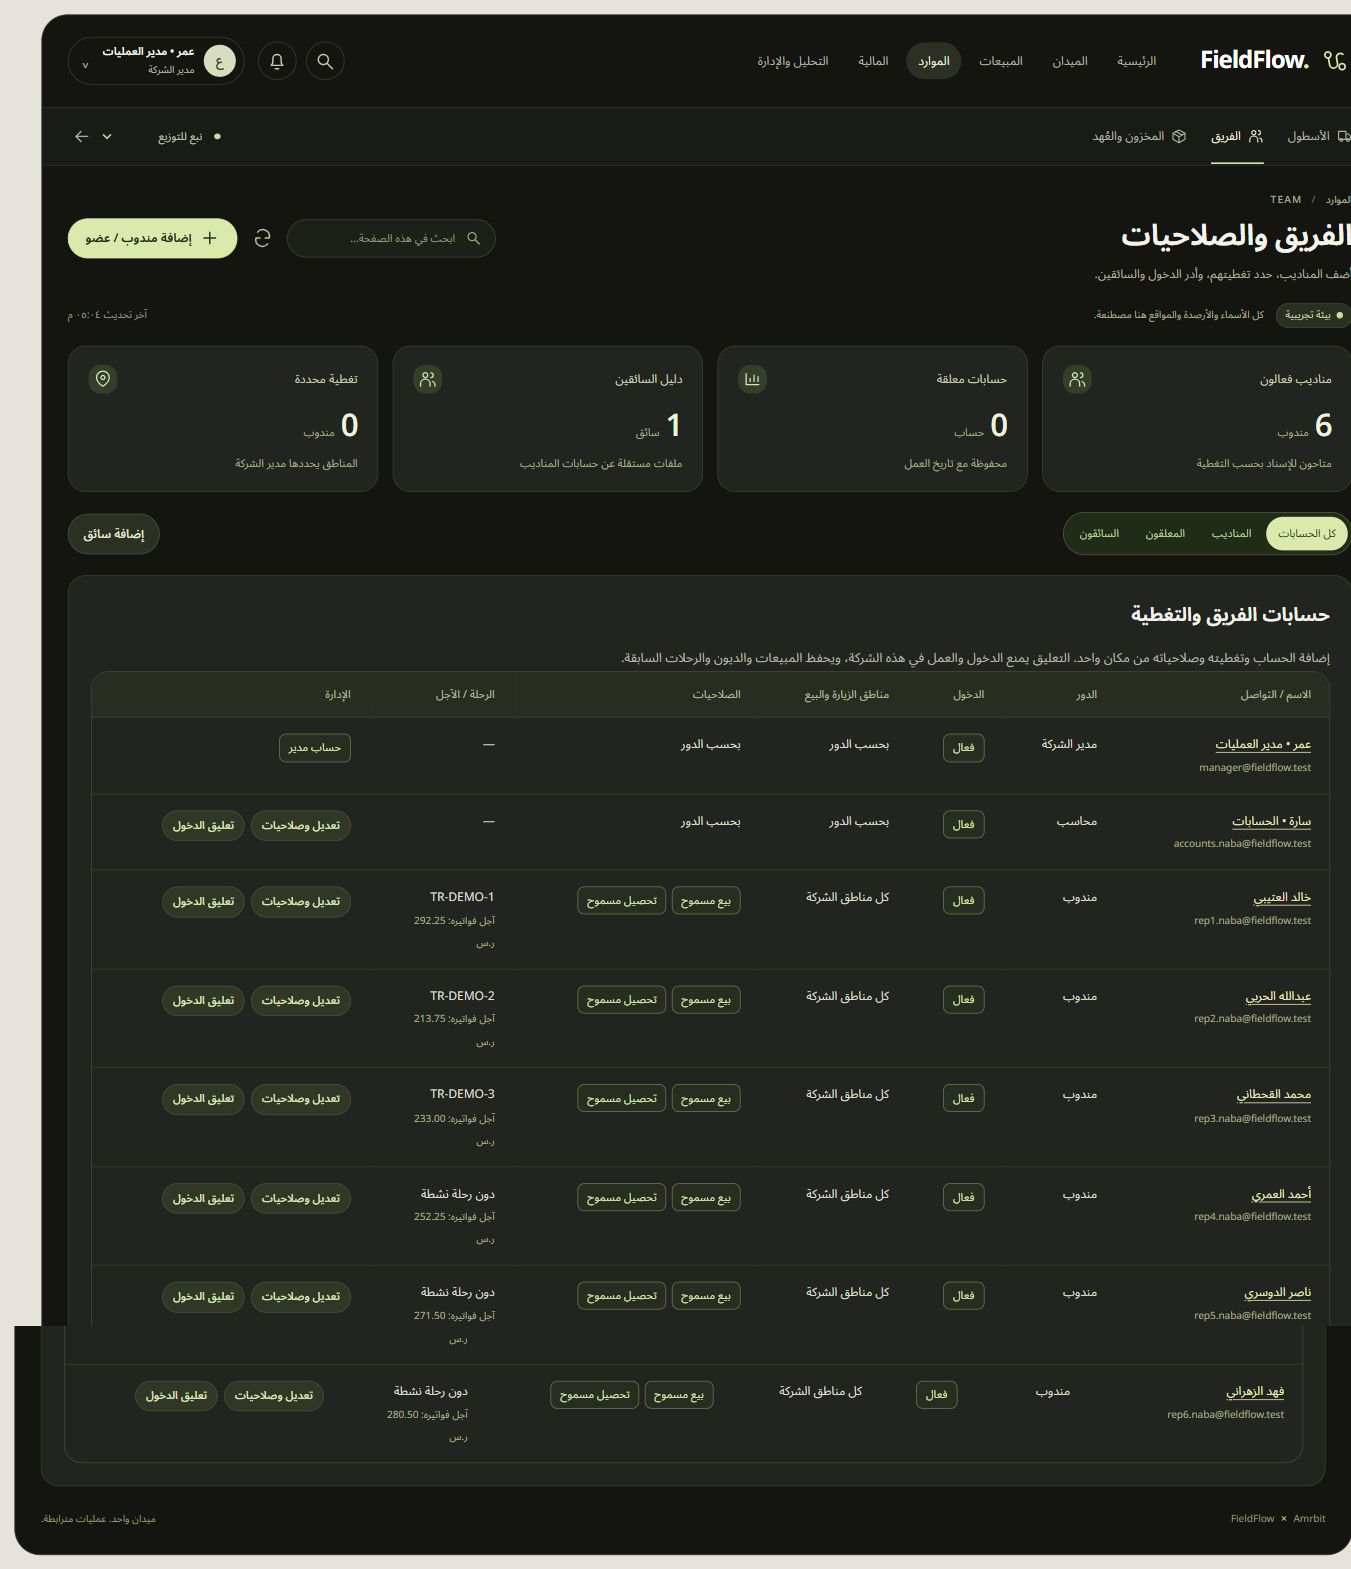 FieldFlow.
الرئيسية
الميدان
المبيعات
الموارد
المالية
التحليل والإدارة
ع
عمر • مدير العمليات
مدير الشركة
الأسطول
الفريق
المخزون والعُهد
نبع للتوزيع
الموارد / TEAM
الفريق والصلاحيات
أضف المناديب، حدد تغطيتهم، وأدر الدخول والسائقين.
ابحث في هذه الصفحة...
إضافة مندوب / عضو
بيئة تجريبية
كل الأسماء والأرصدة والمواقع هنا مصطنعة.
آخر تحديث ٠٥:٠٤ م
مناديب فعالون
6 مندوب
متاحون للإسناد بحسب التغطية
حسابات معلقة
0 حساب
محفوظة مع تاريخ العمل
دليل السائقين
1 سائق
ملفات مستقلة عن حسابات المناديب
تغطية محددة
0 مندوب
المناطق يحددها مدير الشركة
كل الحسابات
المناديب
المعلقون
السائقون
إضافة سائق
حسابات الفريق والتغطية
إضافة الحساب وتغطيته وصلاحياته من مكان واحد. التعليق يمنع الدخول والعمل في هذه الشركة، ويحفظ المبيعات والديون والرحلات السابقة.
الاسم / التواصل الدور الدخول مناطق الزيارة والبيع الصلاحيات الرحلة / الآجل الإدارة
عمر • مدير العمليات مدير الشركة فعال بحسب الدور بحسب الدور — حساب مدير
manager@fieldflow.test
سارة • الحسابات محاسب فعال بحسب الدور بحسب الدور — تعديل وصلاحيات تعليق الدخول
accounts.naba@fieldflow.test
خالد العتيبي مندوب فعال كل مناطق الشركة بيع مسموح تحصيل مسموح TR-DEMO-1 تعديل وصلاحيات تعليق الدخول
rep1.naba@fieldflow.test آجل فواتيره: 292.25
ر.س
عبدالله الحربي مندوب فعال كل مناطق الشركة بيع مسموح تحصيل مسموح TR-DEMO-2 تعديل وصلاحيات تعليق الدخول
rep2.naba@fieldflow.test آجل فواتيره: 213.75
ر.س
محمد القحطاني مندوب فعال كل مناطق الشركة بيع مسموح تحصيل مسموح TR-DEMO-3 تعديل وصلاحيات تعليق الدخول
rep3.naba@fieldflow.test آجل فواتيره: 233.00
ر.س
أحمد العمري مندوب فعال كل مناطق الشركة بيع مسموح تحصيل مسموح دون رحلة نشطة تعديل وصلاحيات تعليق الدخول
rep4.naba@fieldflow.test آجل فواتيره: 252.25
ر.س
ناصر الدوسري مندوب فعال كل مناطق الشركة بيع مسموح تحصيل مسموح دون رحلة نشطة تعديل وصلاحيات تعليق الدخول
rep5.naba@fieldflow.test آجل فواتيره: 271.50
ر.س
فهد الزهراني مندوب فعال كل مناطق الشركة بيع مسموح تحصيل مسموح دون رحلة نشطة تعديل وصلاحيات تعليق الدخول
rep6.naba@fieldflow.test آجل فواتيره: 280.50
ر.س
FieldFlow × Amrbit
ميدان واحد. عمليات مترابطة.